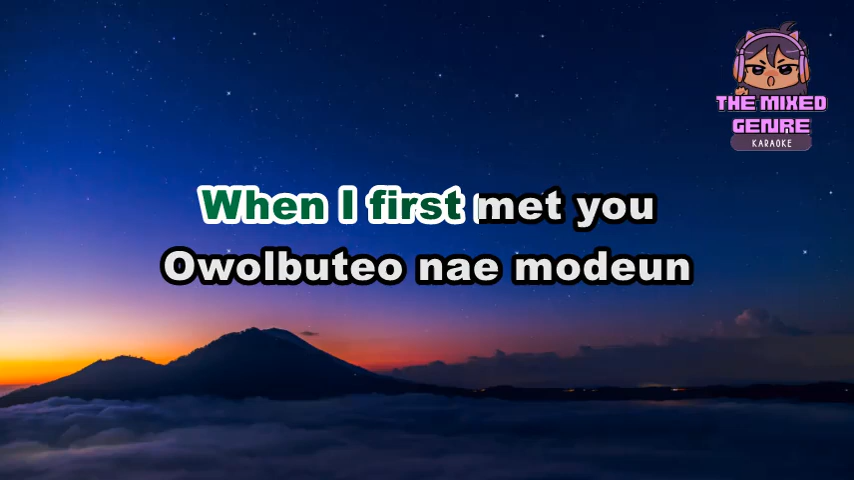 THE MIXED
GENRE
KARAOKE
When I first met you
Owolbuteo nae modeun